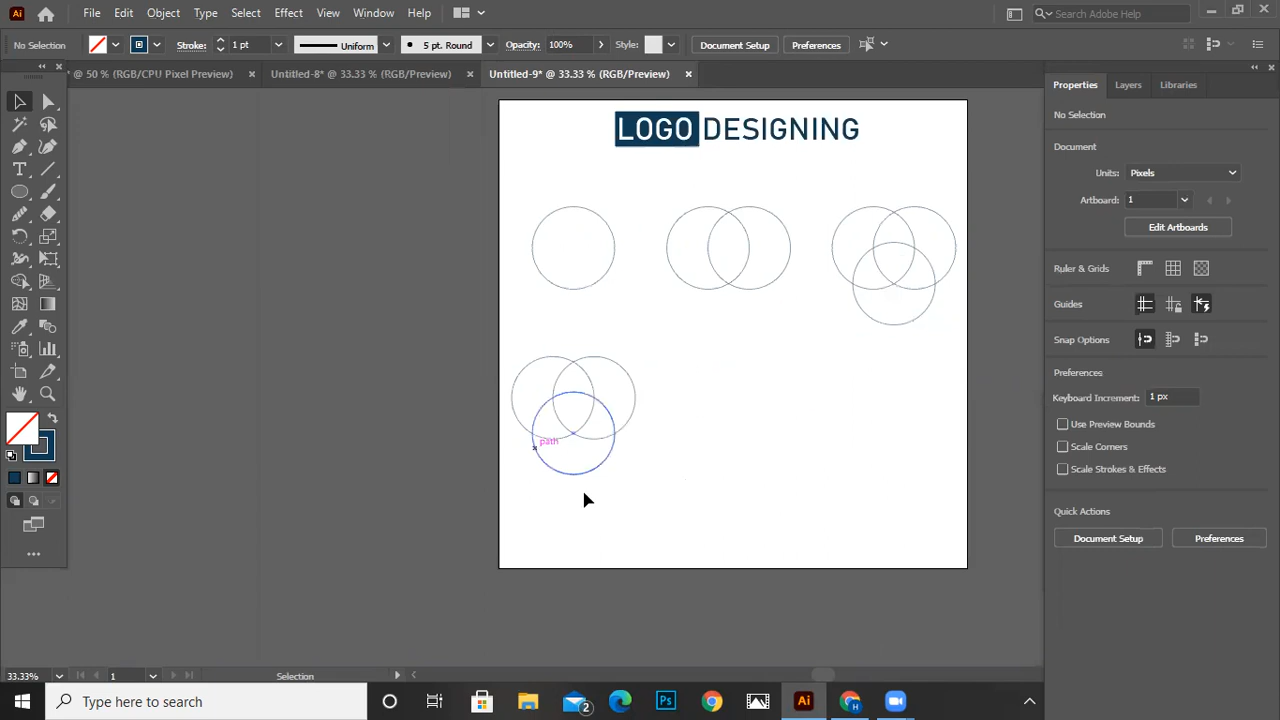 Ai File Edit Object Type Select Effect View Window Help Search Adobe Help
No Selection Stroke: 1 pt Uniform 5 pt. Round Opacity: 100% Style: Document Setup Preferences
* @ 50 % (RGB/CPU Pixel Preview) × Untitled-8* @ 33.33 % (RGB/Preview) × Untitled-9* @ 33.33 % (RGB/Preview) ×
Properties Layers Libraries
No Selection
LOGO DESIGNING
Document
Units: Pixels
Artboard: 1
Edit Artboards
Ruler & Grids
Guides
Snap Options
Preferences
Keyboard Increment: 1 px
Use Preview Bounds
path
Scale Corners
Scale Strokes & Effects
Quick Actions
Document Setup Preferences
33.33% 1 Selection
Type here to search 2 Ps Ai H